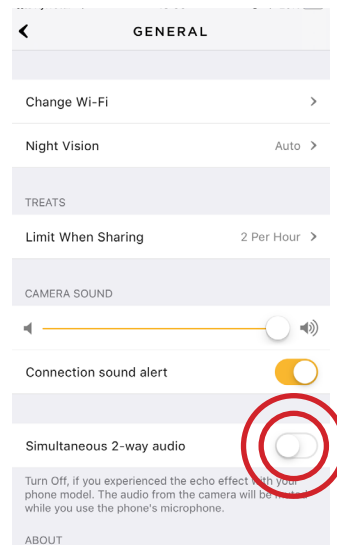 GENERAL
Change Wi-Fi
Night Vision Auto
TREATS
Limit When Sharing 2 Per Hour
CAMERA SOUND
Connection sound alert
Simultaneous 2-way audio
Turn Off, if you experienced the echo effect with your
phone model. The audio from the camera will be muted
while you use the phone's microphone.
ABOUT